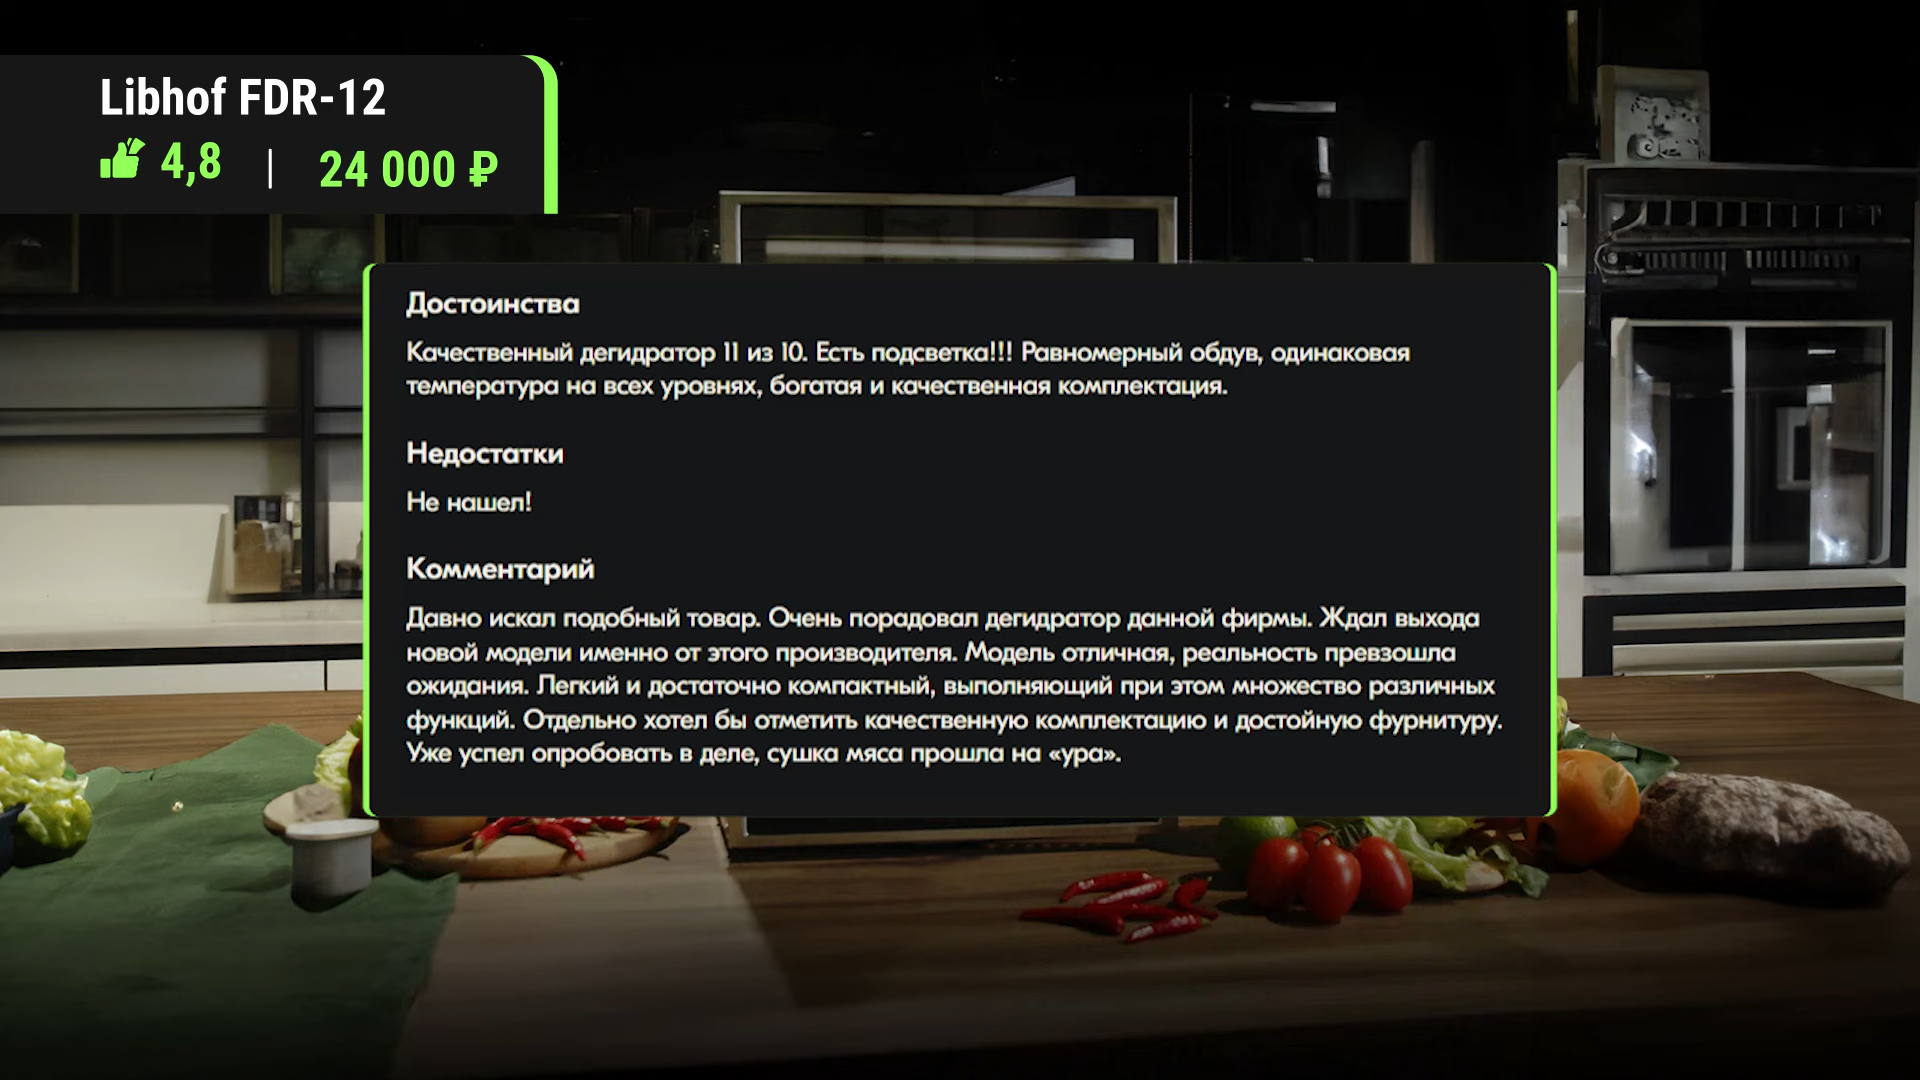 Libhof FDR-12
4,8 | 24 000 ₽
Достоинства
Качественный дегидратор 11 из 10. Есть подсветка!!! Равномерный обдув, одинаковая
температура на всех уровнях, богатая и качественная комплектация.
Недостатки
Не нашел!
Комментарий
Давно искал подобный товар. Очень порадовал дегидратор данной фирмы. Ждал выхода
новой модели именно от этого производителя. Модель отличная, реальность превзошла
ожидания. Легкий и достаточно компактный, выполняющий при этом множество различных
функций. Отдельно хотел бы отметить качественную комплектацию и достойную фурнитуру.
Уже успел опробовать в деле, сушка мяса прошла на «ура».